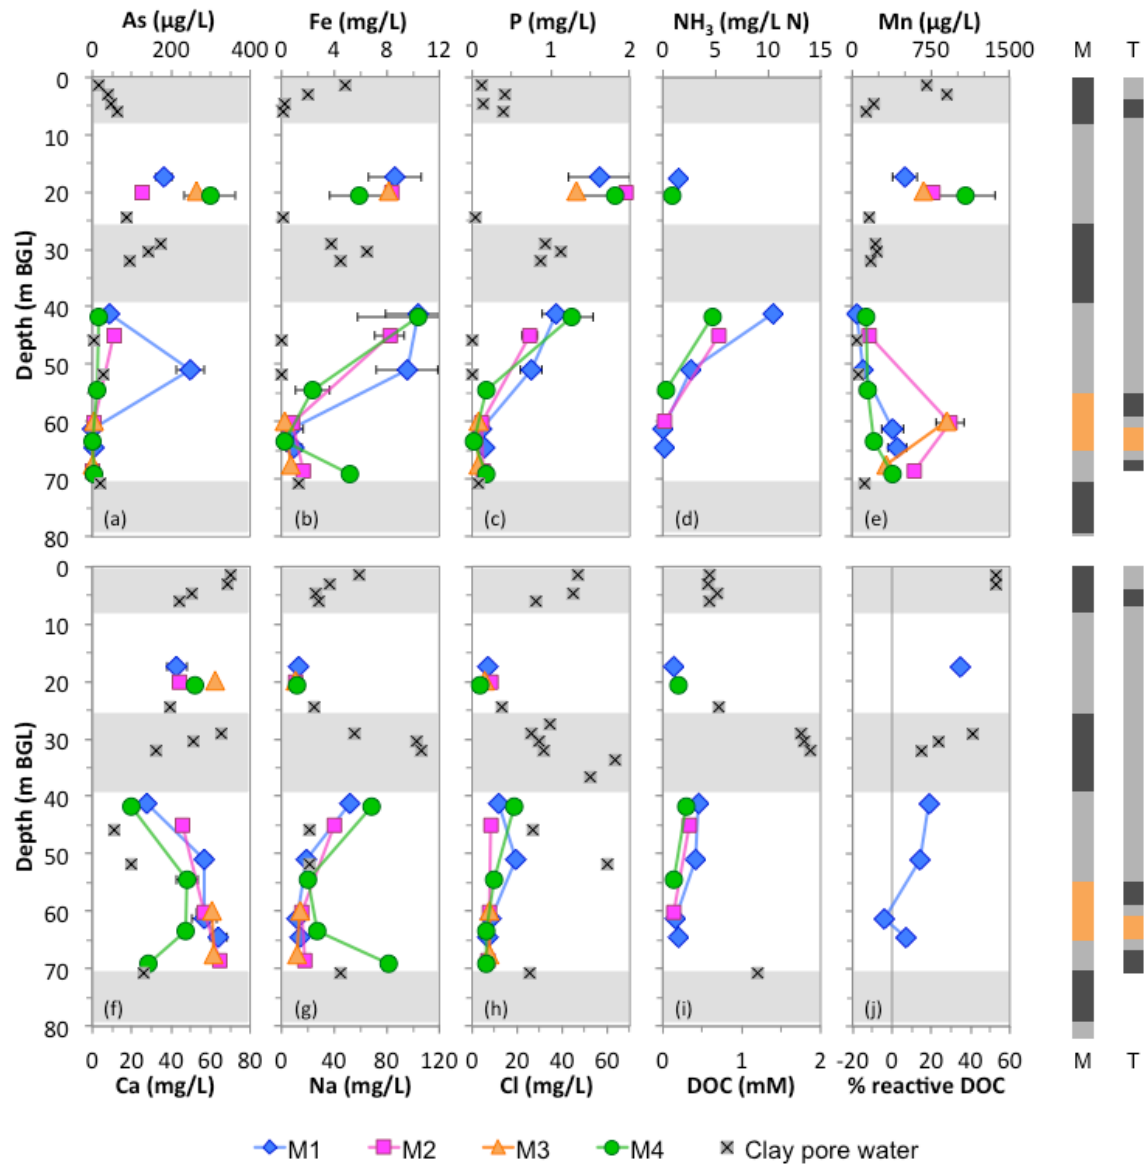 As (µg/L) Fe (mg/L) P (mg/L) NH₃ (mg/L N) Mn (µg/L)
0 200 400 0 4 8 12 0 1 2 0 5 10 15 0 750 1500 M T
0
10
20
30
40
50
60
70
80
Depth (m BGL)
(a) (b) (c) (d) (e)
0
10
20
30
40
50
60
70
80
Depth (m BGL)
(f) (g) (h) (i) (j)
0 20 40 60 80 0 40 80 120 0 20 40 60 0 1 2 -20 0 20 40 60 M T
Ca (mg/L) Na (mg/L) Cl (mg/L) DOC (mM) % reactive DOC
M1 M2 M3 M4 Clay pore water